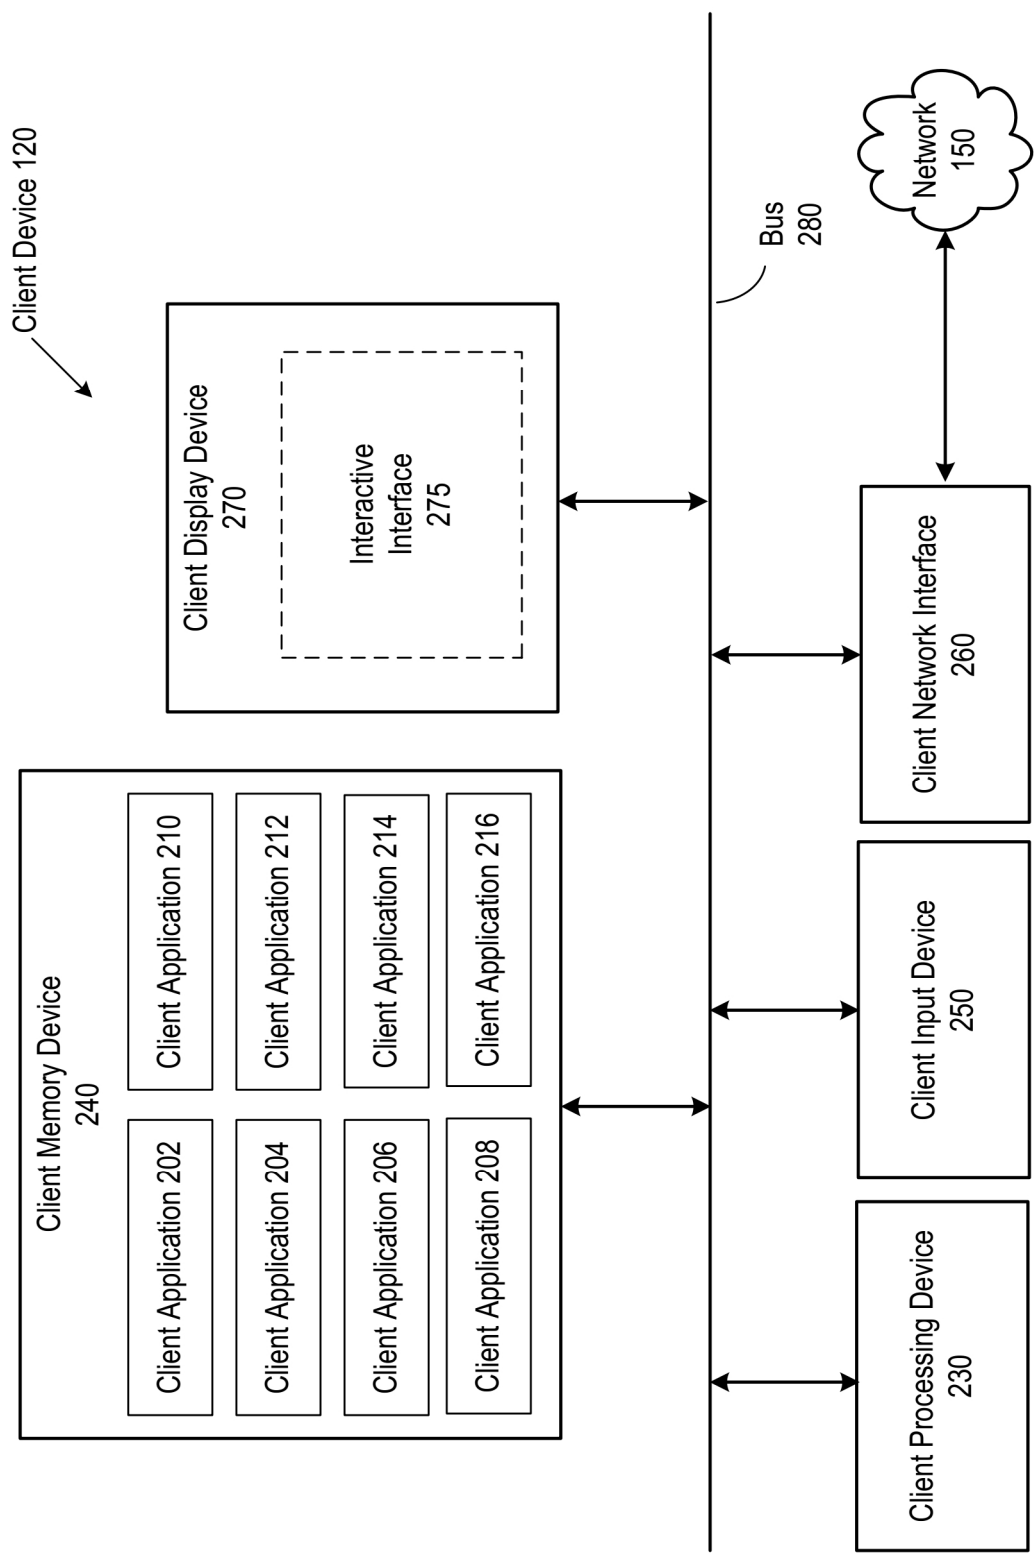 Client Device 120
Client Memory Device
240
Client Application 202
Client Application 210
Client Application 204
Client Application 212
Client Application 206
Client Application 214
Client Application 208
Client Application 216
Client Display Device
270
Interactive
Interface
275
Bus
280
Client Processing Device
230
Client Input Device
250
Client Network Interface
260
Network
150